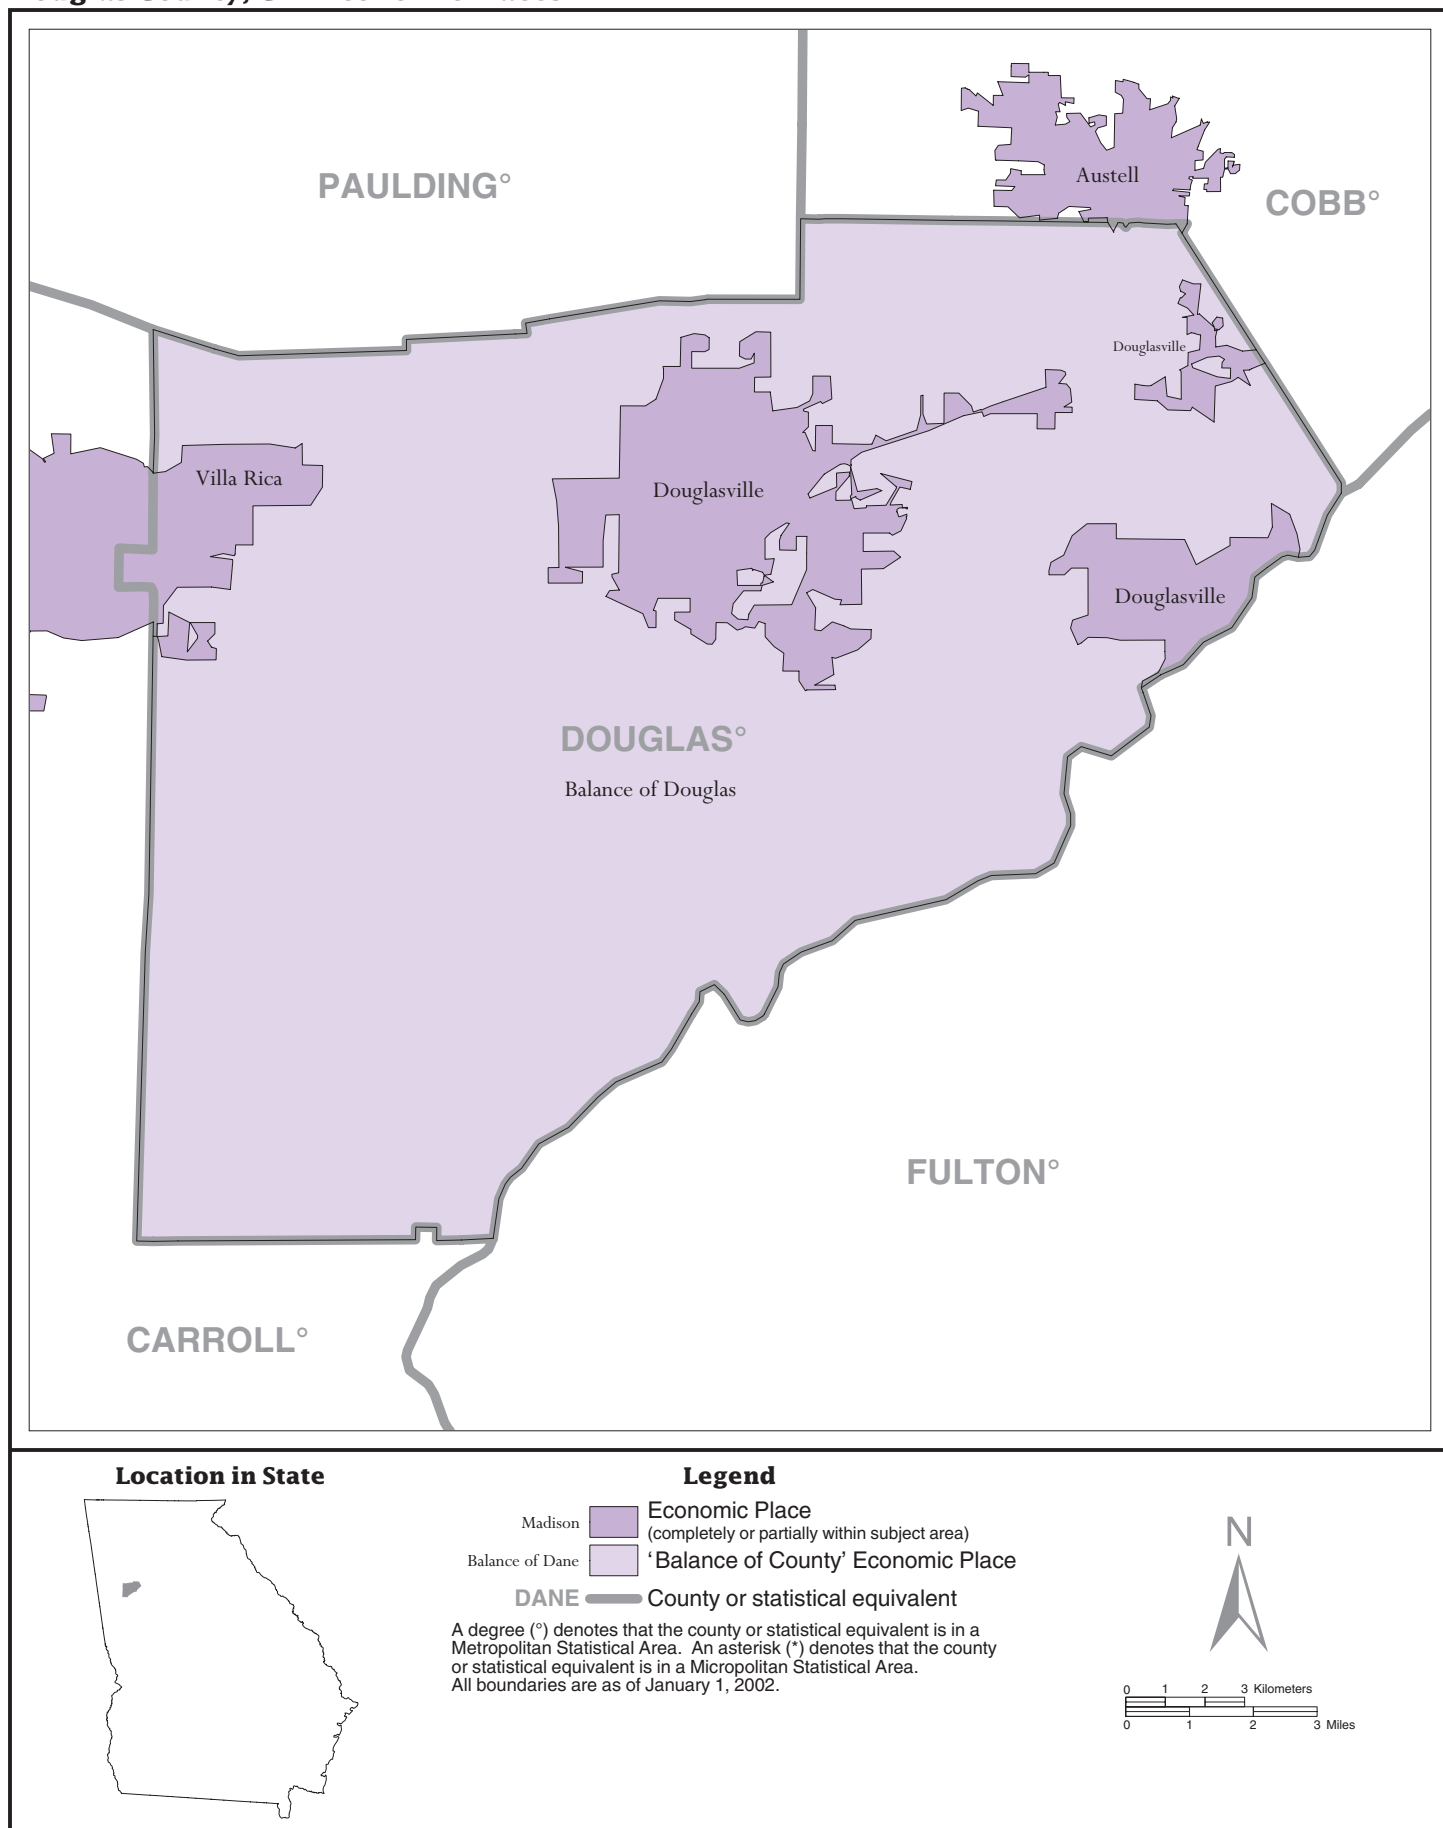 PAULDING°
Austell
COBB°
Douglasville
Villa Rica
Douglasville
Douglasville
DOUGLAS°
Balance of Douglas
FULTON°
CARROLL°
Location in State
Legend
Madison
Economic Place
(completely or partially within subject area)
Balance of Dane
‘Balance of County’ Economic Place
DANE
County or statistical equivalent
A degree (°) denotes that the county or statistical equivalent is in a
Metropolitan Statistical Area. An asterisk (*) denotes that the county
or statistical equivalent is in a Micropolitan Statistical Area.
All boundaries are as of January 1, 2002.
N
0 1 2 3 Kilometers
0 1 2 3 Miles